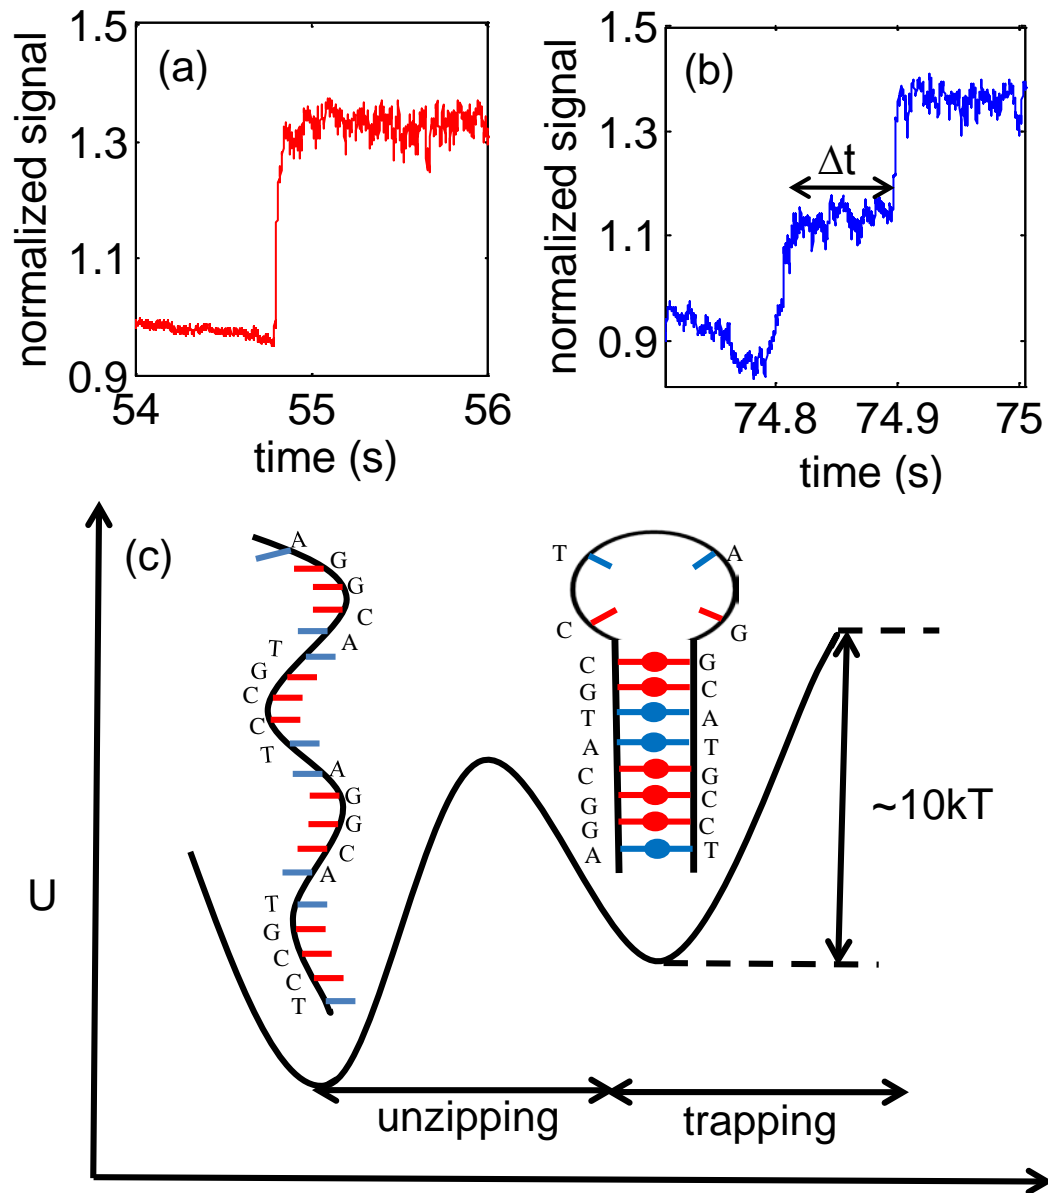 (a)
normalized signal
1.5
1.3
1.1
0.9
54
55
56
time (s)
(b)
normalized signal
1.5
1.3
1.1
0.9
Δt
74.8
74.9
75
time (s)
(c)
U
A
G
G
C
A
T
G
C
C
T
A
G
G
C
A
T
G
C
C
T
T
A
C
G
C
G
G
C
T
A
A
T
C
G
G
C
G
C
A
T
~10kT
unzipping
trapping